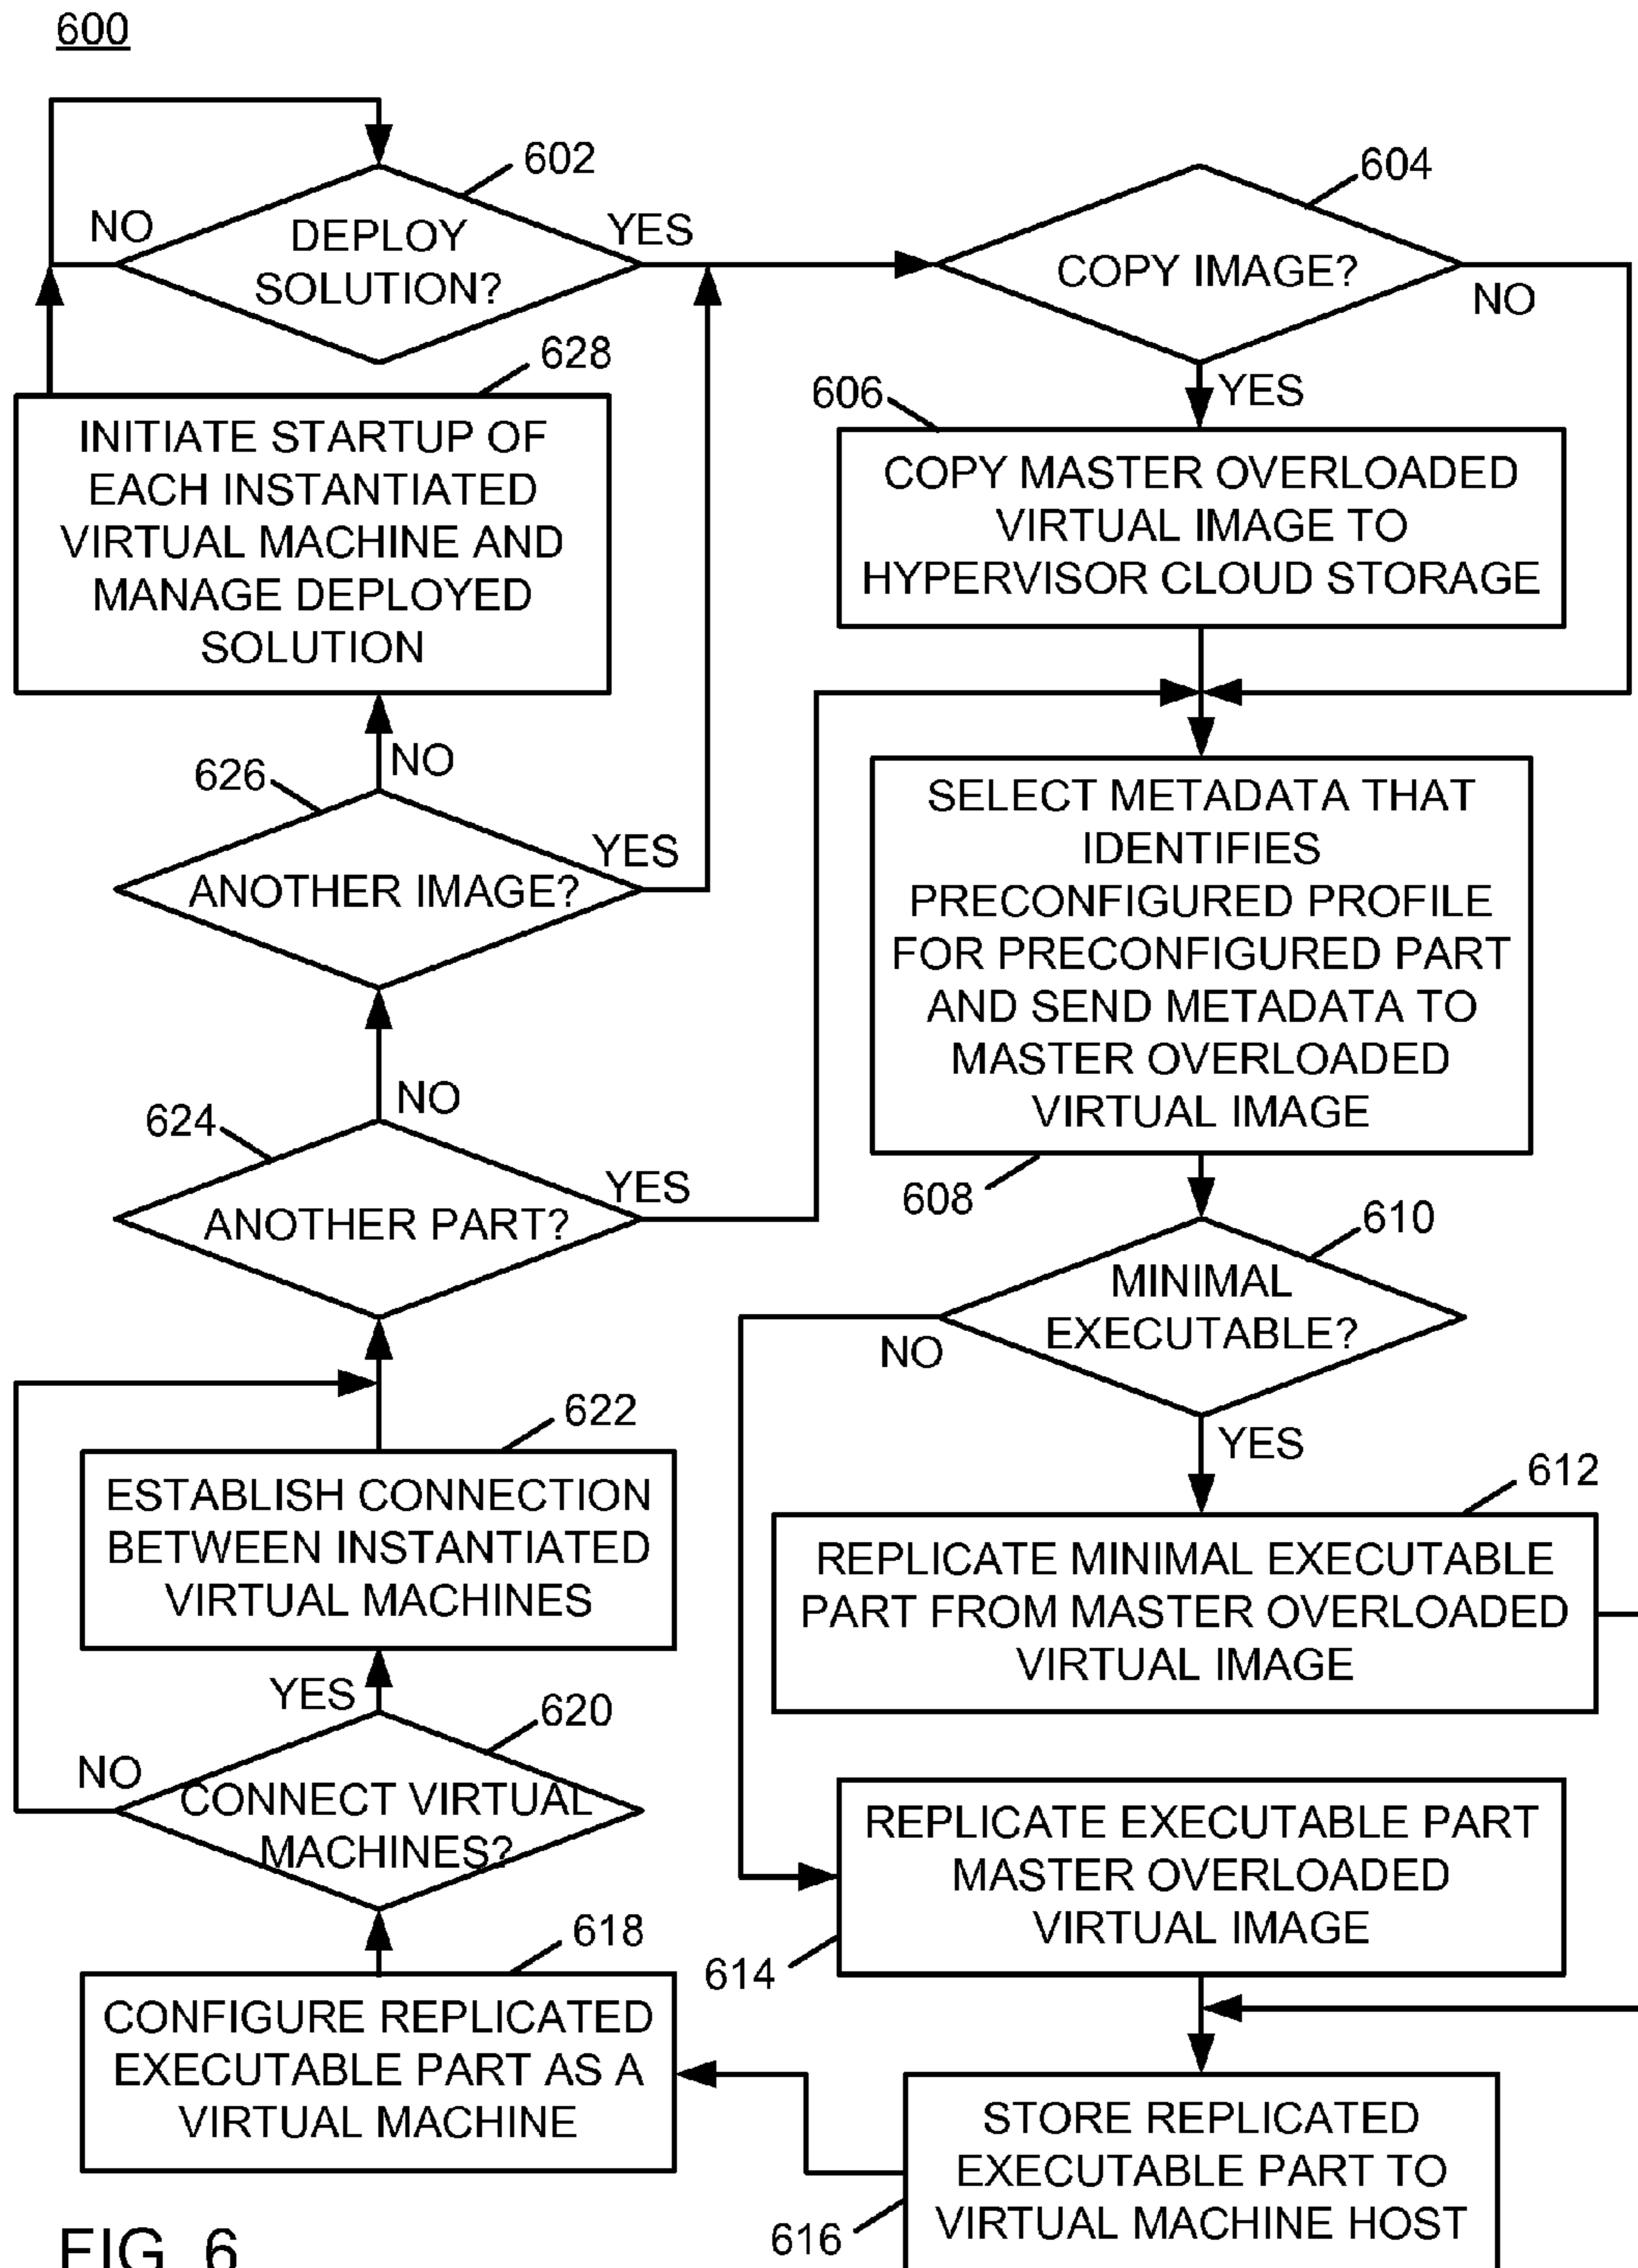 600
602
NO
DEPLOY
SOLUTION?
YES
604
COPY IMAGE?
NO
YES
628
INITIATE STARTUP OF
EACH INSTANTIATED
VIRTUAL MACHINE AND
MANAGE DEPLOYED
SOLUTION
606
COPY MASTER OVERLOADED
VIRTUAL IMAGE TO
HYPERVISOR CLOUD STORAGE
NO
626
ANOTHER IMAGE?
YES
SELECT METADATA THAT
IDENTIFIES
PRECONFIGURED PROFILE
FOR PRECONFIGURED PART
AND SEND METADATA TO
MASTER OVERLOADED
VIRTUAL IMAGE
608
NO
624
ANOTHER PART?
YES
610
MINIMAL
EXECUTABLE?
NO
YES
622
ESTABLISH CONNECTION
BETWEEN INSTANTIATED
VIRTUAL MACHINES
612
REPLICATE MINIMAL EXECUTABLE
PART FROM MASTER OVERLOADED
VIRTUAL IMAGE
YES
620
NO
CONNECT VIRTUAL
MACHINES?
REPLICATE EXECUTABLE PART
MASTER OVERLOADED
VIRTUAL IMAGE
614
618
CONFIGURE REPLICATED
EXECUTABLE PART AS A
VIRTUAL MACHINE
STORE REPLICATED
EXECUTABLE PART TO
VIRTUAL MACHINE HOST
616
FIG. 6